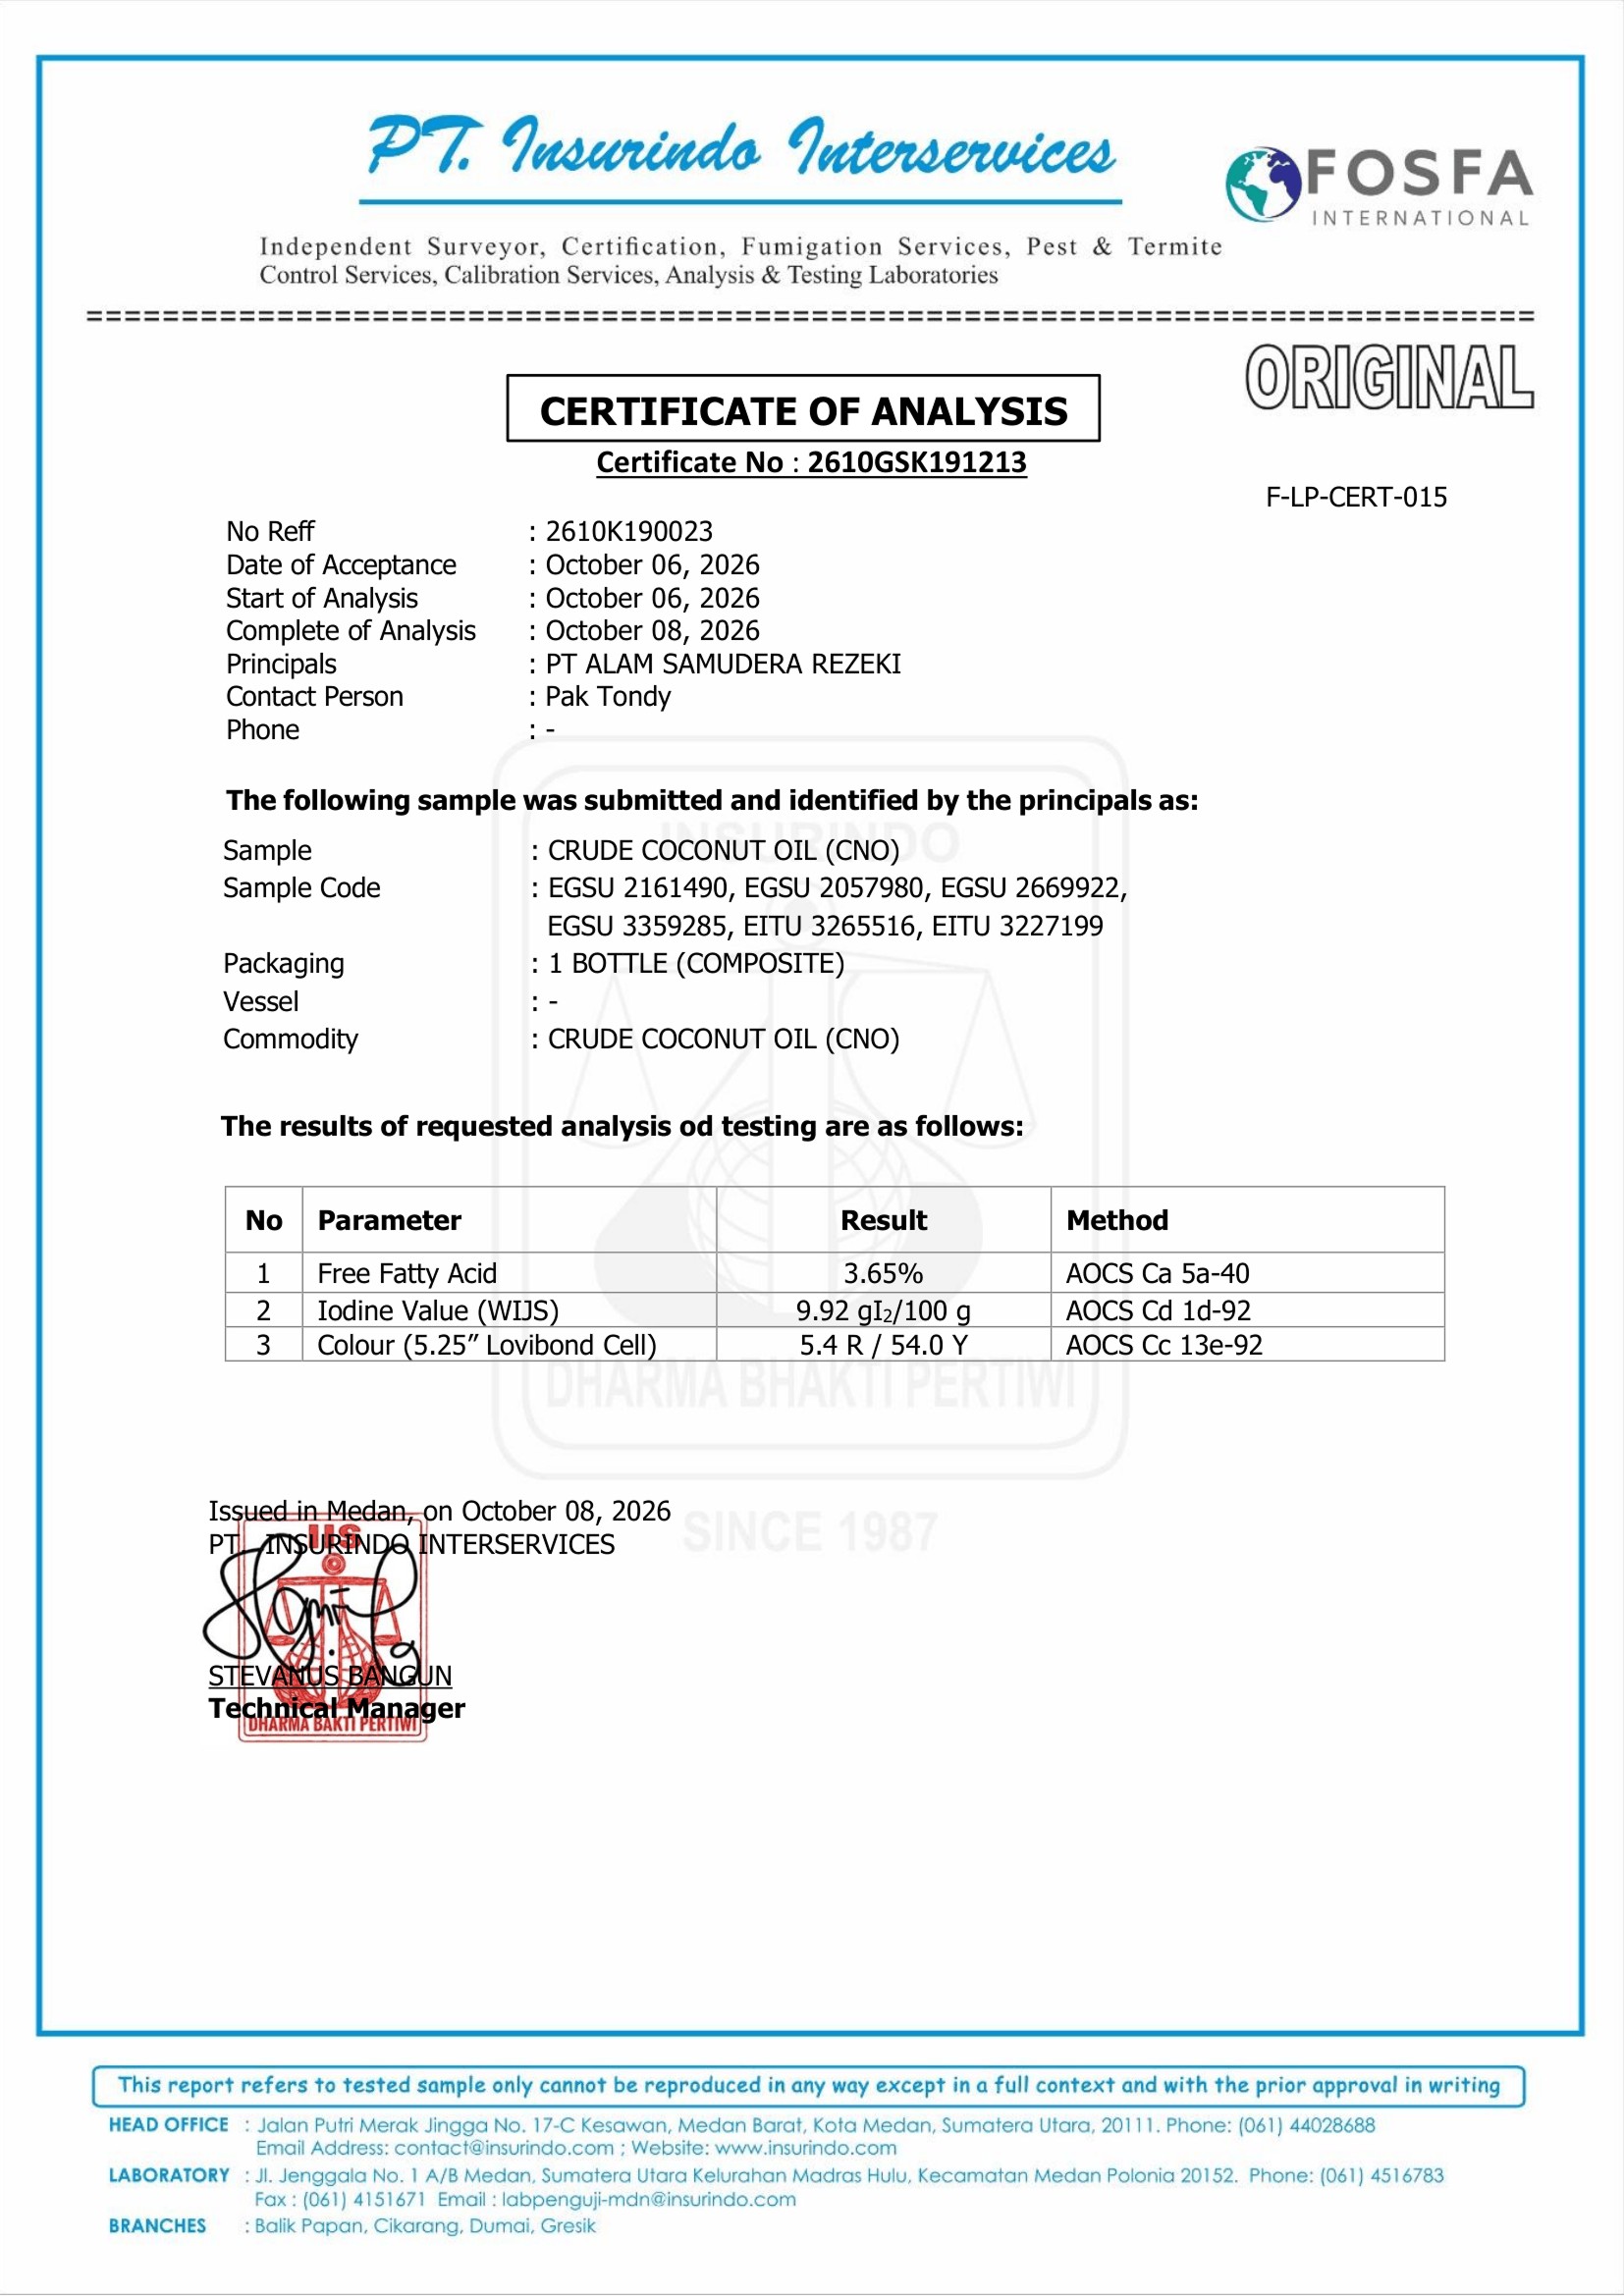 PT. Insurindo Interservices
FOSFA
INTERNATIONAL
Independent Surveyor, Certification, Fumigation Services, Pest & Termite
Control Services, Calibration Services, Analysis & Testing Laboratories
================================================================================
ORIGINAL
CERTIFICATE OF ANALYSIS
Certificate No : 2610GSK191213
F-LP-CERT-015
No Reff : 2610K190023
Date of Acceptance : October 06, 2026
Start of Analysis : October 06, 2026
Complete of Analysis : October 08, 2026
Principals : PT ALAM SAMUDERA REZEKI
Contact Person : Pak Tondy
Phone : -
The following sample was submitted and identified by the principals as:
INSURINDO
Sample : CRUDE COCONUT OIL (CNO)
Sample Code : EGSU 2161490, EGSU 2057980, EGSU 2669922,
EGSU 3359285, EITU 3265516, EITU 3227199
Packaging : 1 BOTTLE (COMPOSITE)
Vessel : -
Commodity : CRUDE COCONUT OIL (CNO)
The results of requested analysis od testing are as follows:
No Parameter Result Method
1 Free Fatty Acid 3.65% AOCS Ca 5a-40
2 Iodine Value (WIJS) 9.92 gI₂/100 g AOCS Cd 1d-92
3 Colour (5.25″ Lovibond Cell) 5.4 R / 54.0 Y AOCS Cc 13e-92
DHARMA BHAKTI PERTIWI
SINCE 1987
Issued in Medan, on October 08, 2026
PT. INSURINDO INTERSERVICES
IIS
STEVANUS BANGUN
Technical Manager
DHARMA BAKTI PERTIWI
This report refers to tested sample only cannot be reproduced in any way except in a full context and with the prior approval in writing
HEAD OFFICE : Jalan Putri Merak Jingga No. 17-C Kesawan, Medan Barat, Kota Medan, Sumatera Utara, 20111. Phone: (061) 44028688
Email Address: contact@insurindo.com ; Website: www.insurindo.com
LABORATORY : Jl. Jenggala No. 1 A/B Medan, Sumatera Utara Kelurahan Madras Hulu, Kecamatan Medan Polonia 20152. Phone: (061) 4516783
Fax : (061) 4151671 Email : labpenguji-mdn@insurindo.com
BRANCHES : Balik Papan, Cikarang, Dumai, Gresik